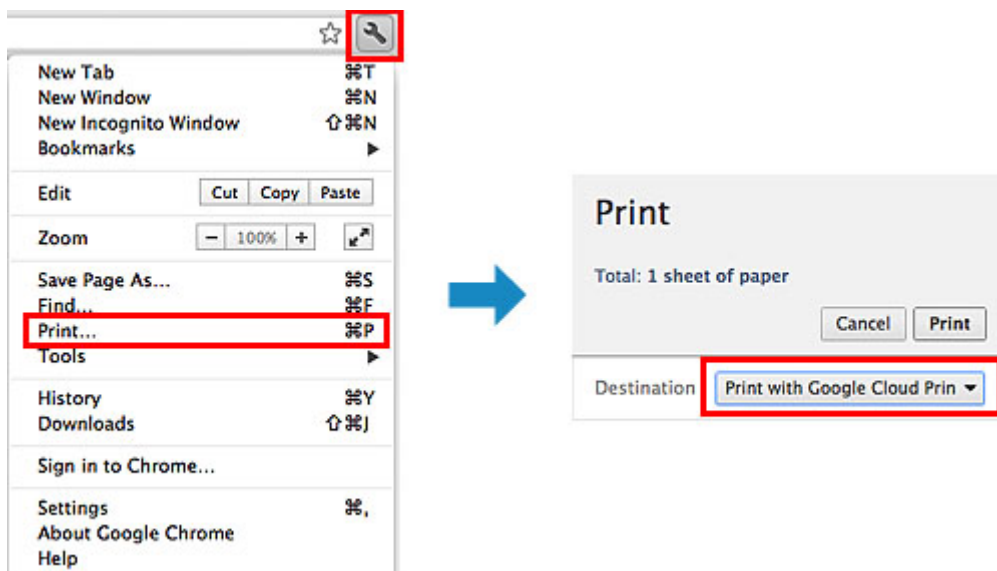 New Tab ⌘T
New Window ⌘N
New Incognito Window ⇧⌘N
Bookmarks ▶
Edit Cut Copy Paste
Zoom − 100% +
Save Page As... ⌘S
Find... ⌘F
Print... ⌘P
Tools ▶
History ⌘Y
Downloads ⇧⌘J
Sign in to Chrome...
Settings ⌘,
About Google Chrome
Help
Print
Total: 1 sheet of paper
Cancel Print
Destination Print with Google Cloud Prin